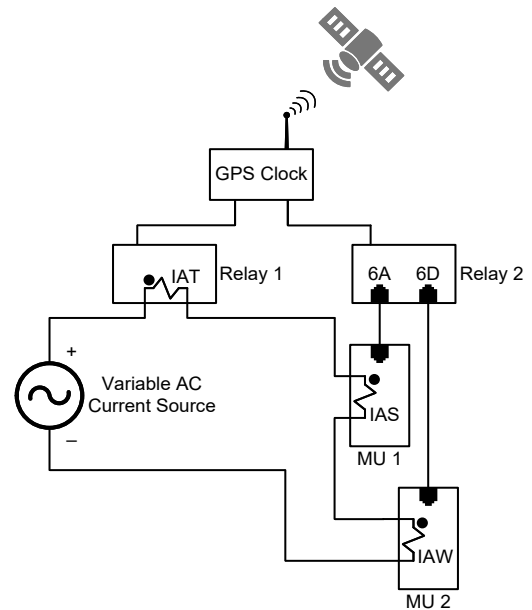 GPS Clock
IAT
Relay 1
6A
6D
Relay 2
+
Variable AC
Current Source
–
IAS
MU 1
IAW
MU 2